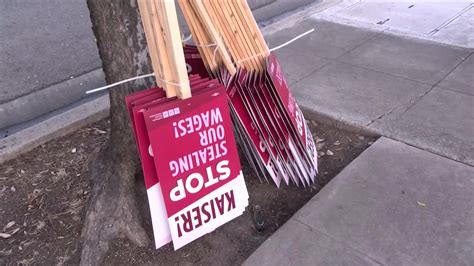 KAISER!
STOP
STEALING
OUR
WAGES!